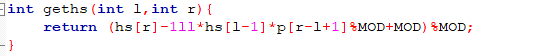 int geths(int l,int r){
return (hs[r]-1ll*hs[l-1]*p[r-l+1]%MOD+MOD)%MOD;
}